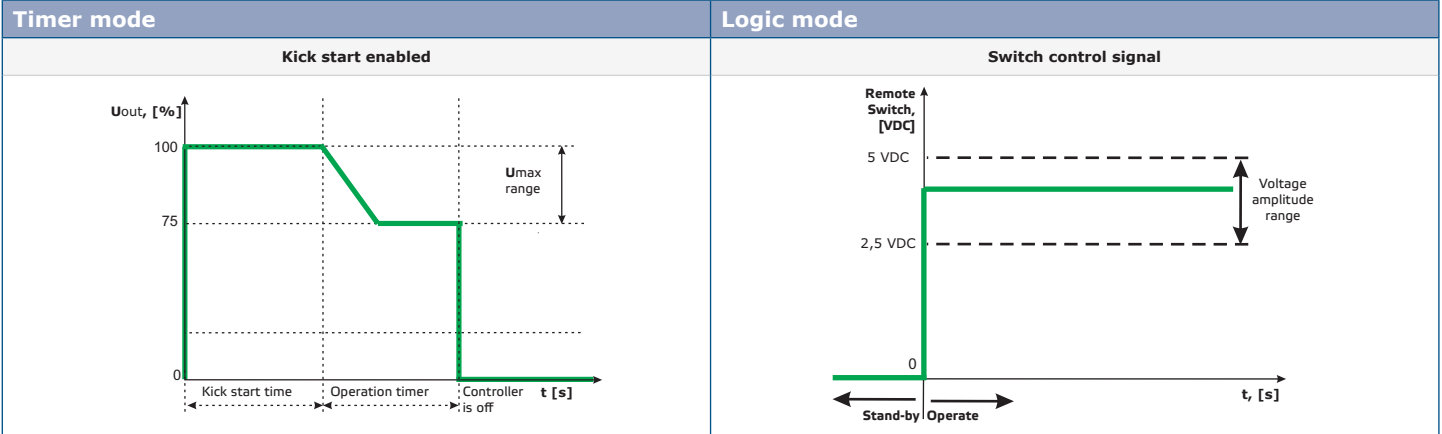 Timer mode
Kick start enabled
Uout, [%]
100
Umax
range
75
0
Kick start time
Operation timer
Controller
is off
t [s]
Logic mode
Switch control signal
Remote
Switch,
[VDC]
5 VDC
Voltage
amplitude
range
2,5 VDC
0
t, [s]
Stand-by
Operate